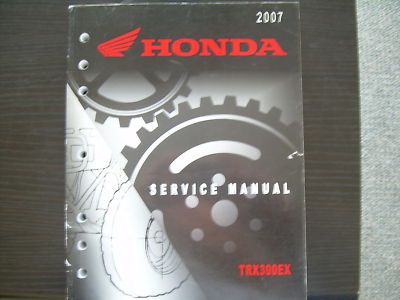 2007
HONDA
SERVICE MANUAL
TRX300EX